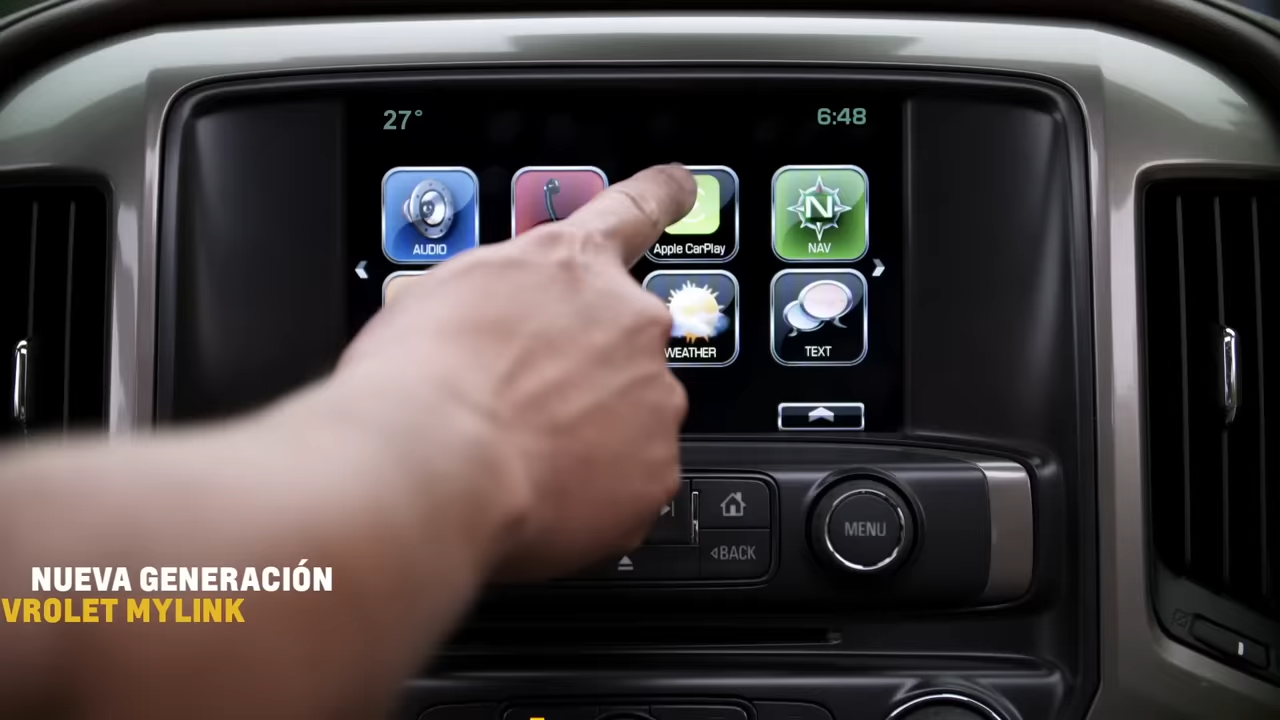 27° 6:48
AUDIO Apple CarPlay NAV
WEATHER TEXT
MENU
BACK
NUEVA GENERACIÓN
VROLET MYLINK